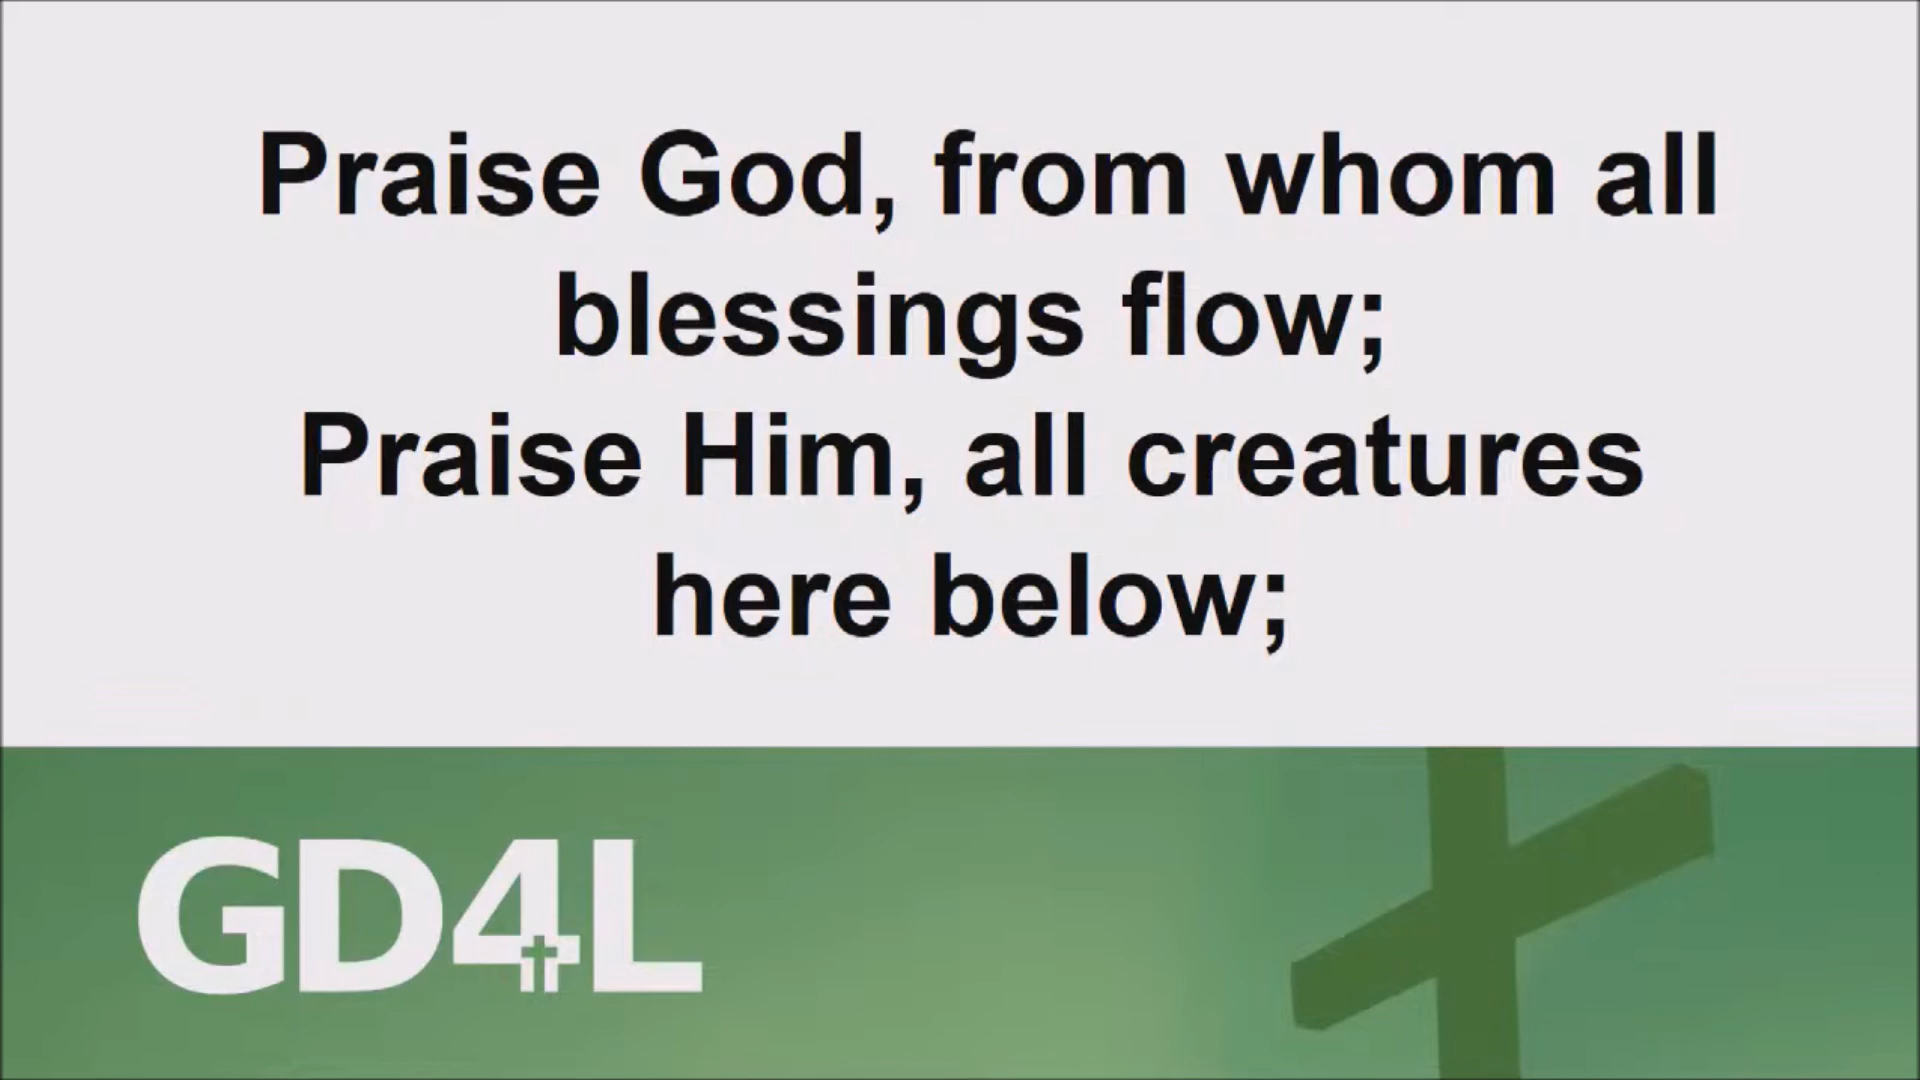 Praise God, from whom all
blessings flow;
Praise Him, all creatures
here below;
GD4L